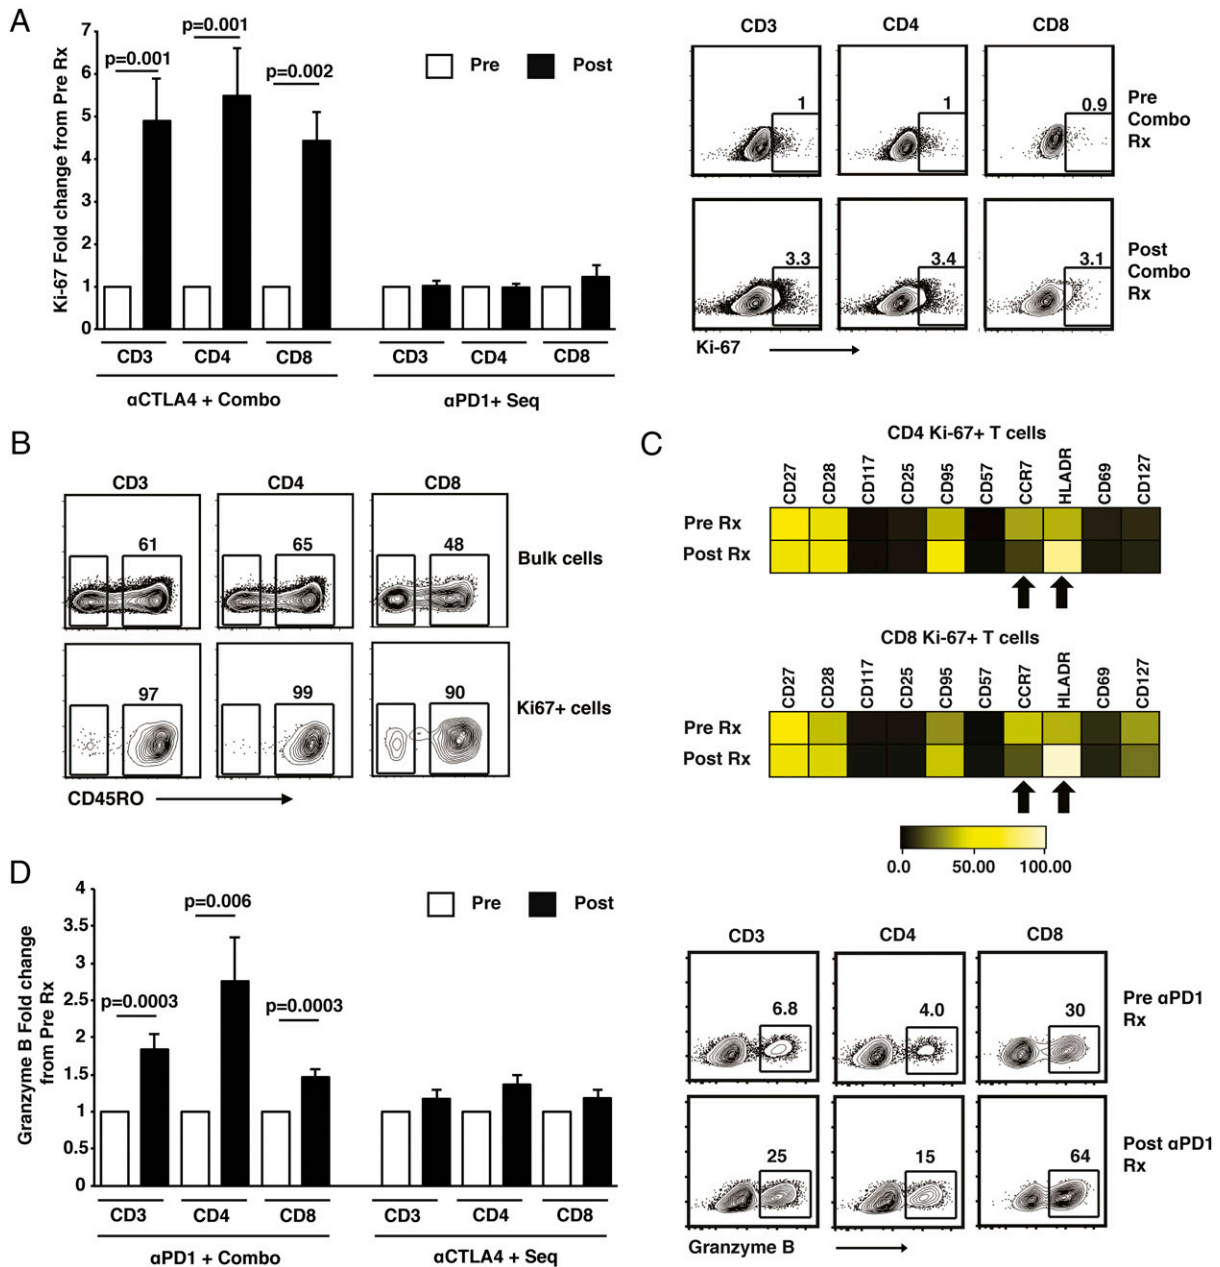 A
Ki-67 Fold change from Pre Rx
7
6
5
4
3
2
1
0
p=0.001
p=0.001
p=0.002
Pre
Post
CD3
CD4
CD8
CD3
CD4
CD8
αCTLA4 + Combo
αPD1+ Seq
CD3
CD4
CD8
1
1
0.9
Pre
Combo
Rx
3.3
3.4
3.1
Post
Combo
Rx
Ki-67
B
CD3
CD4
CD8
61
65
48
Bulk cells
97
99
90
Ki67+ cells
CD45RO
C
CD4 Ki-67+ T cells
CD27
CD28
CD117
CD25
CD95
CD57
CCR7
HLADR
CD69
CD127
Pre Rx
Post Rx
CD8 Ki-67+ T cells
CD27
CD28
CD117
CD25
CD95
CD57
CCR7
HLADR
CD69
CD127
Pre Rx
Post Rx
0.0
50.00
100.00
D
Granzyme B Fold change
from Pre Rx
4
3.5
3
2.5
2
1.5
1
0.5
0
p=0.0003
p=0.006
p=0.0003
Pre
Post
CD3
CD4
CD8
CD3
CD4
CD8
αPD1 + Combo
αCTLA4 + Seq
CD3
CD4
CD8
6.8
4.0
30
Pre αPD1
Rx
25
15
64
Post αPD1
Rx
Granzyme B